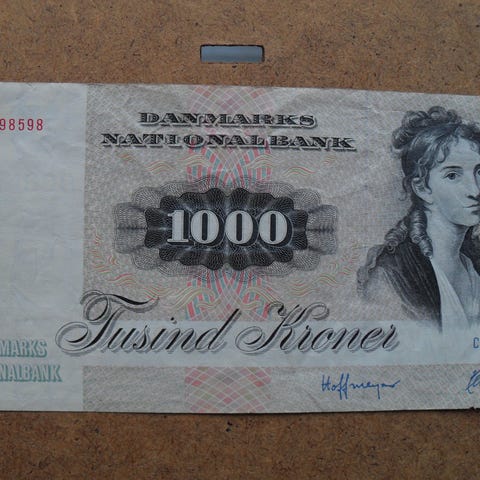 98598
DANMARKS
NATIONALBANK
1000
Tusind Kroner
C
MARKS
NALBANK
Hoffmeyer